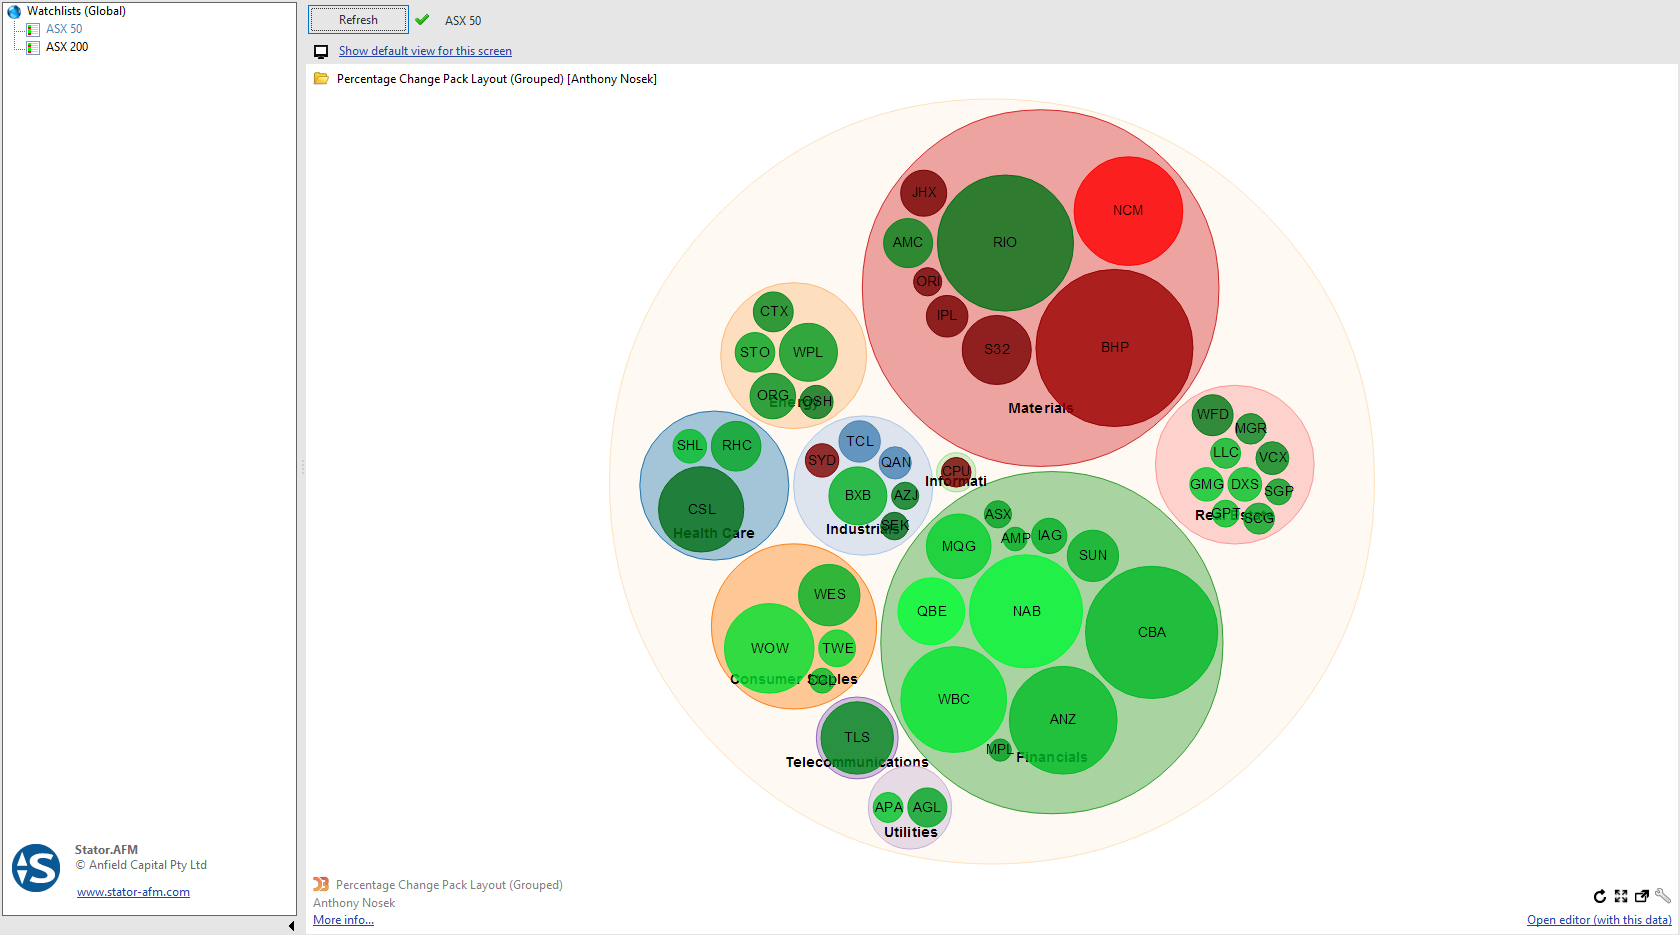 Watchlists (Global)
ASX 50
ASX 200
Refresh
ASX 50
Show default view for this screen
Percentage Change Pack Layout (Grouped) [Anthony Nosek]
JHX
NCM
AMC
RIO
ORI
IPL
S32
BHP
Materials
CTX
STO
WPL
ORG
OSH
Energy
WFD
MGR
LLC
VCX
GMG
DXS
SGP
GPT
SCG
Real Estate
SHL
RHC
CSL
Health Care
TCL
SYD
QAN
BXB
AZJ
SEK
Industrials
CPU
Informati
ASX
AMP
IAG
MQG
SUN
QBE
NAB
CBA
WBC
ANZ
MPL
Financials
WES
WOW
TWE
CCL
Consumer Staples
TLS
Telecommunications
APA
AGL
Utilities
Stator.AFM
© Anfield Capital Pty Ltd
www.stator-afm.com
Percentage Change Pack Layout (Grouped)
Anthony Nosek
More info...
Open editor (with this data)